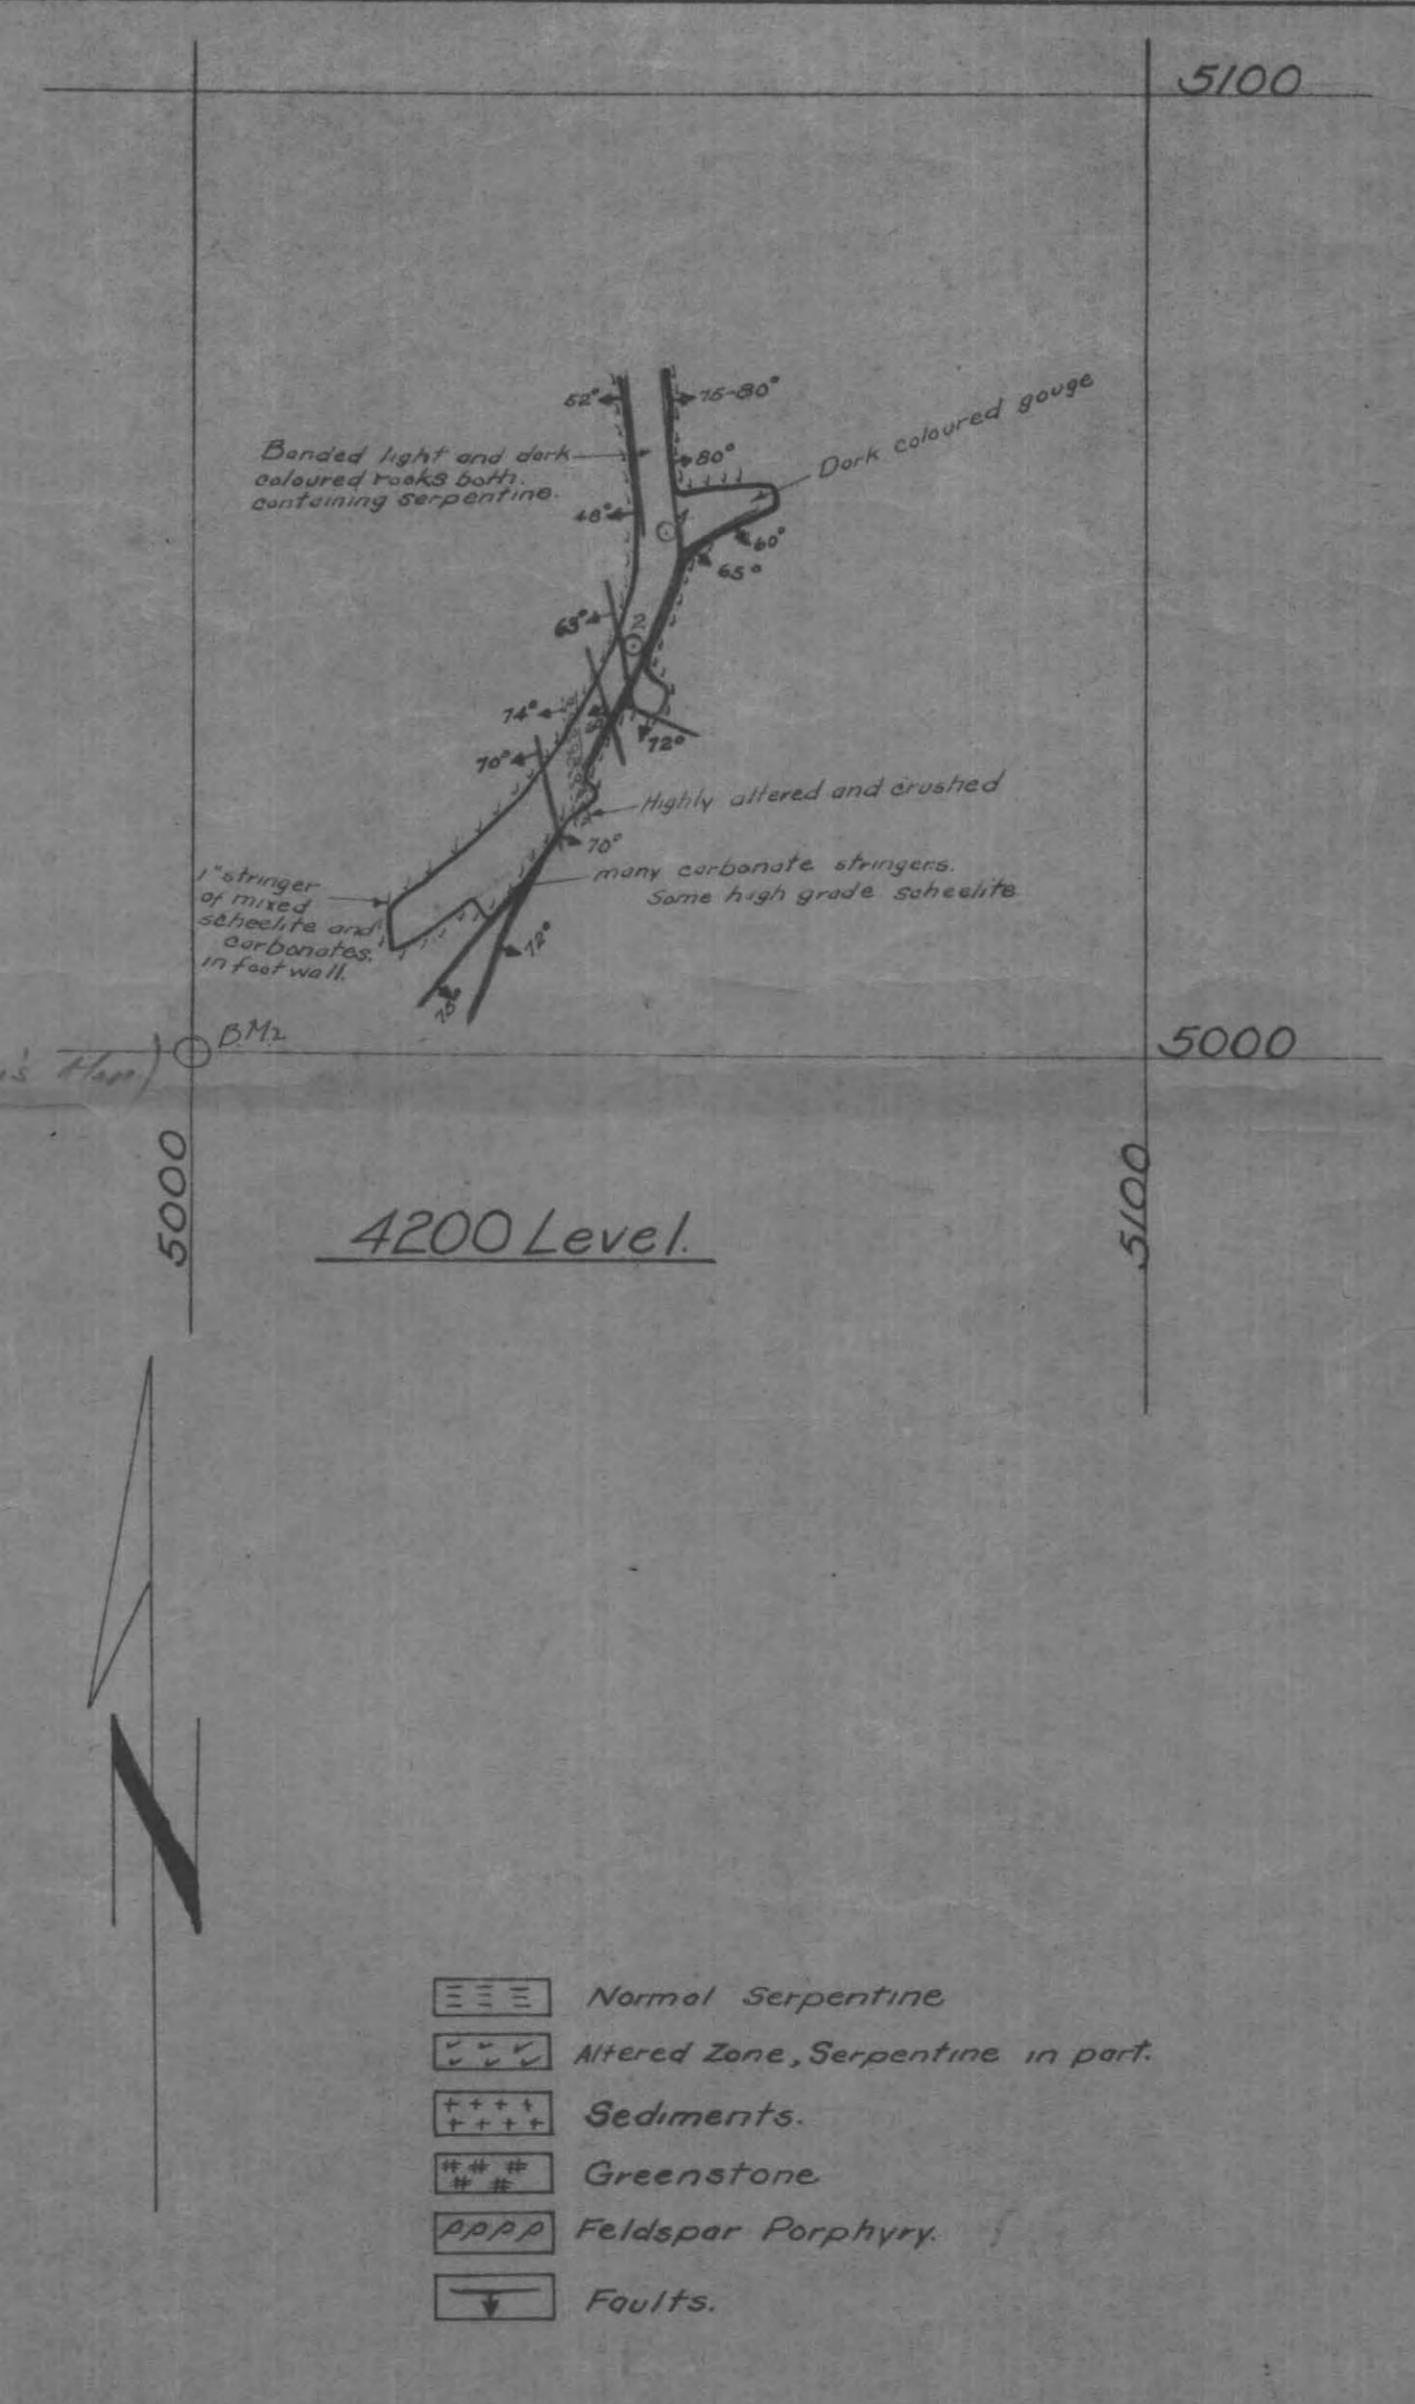 5100
52°
75-80°
Banded light and dark
coloured rocks both.
containing serpentine.
80°
Dark coloured gouge
48°
1
60°
65°
63°
2
74°
72°
70°
Highly altered and crushed
70°
many carbonate stringers.
Some high grade scheelite
1" stringer
of mixed
scheelite and
carbonates.
in foot wall.
72°
75°
B.M.2
5000
5000
5100
4200 Level.
N
Normal Serpentine
Altered Zone, Serpentine in part.
Sediments.
Greenstone
Feldspar Porphyry.
Faults.